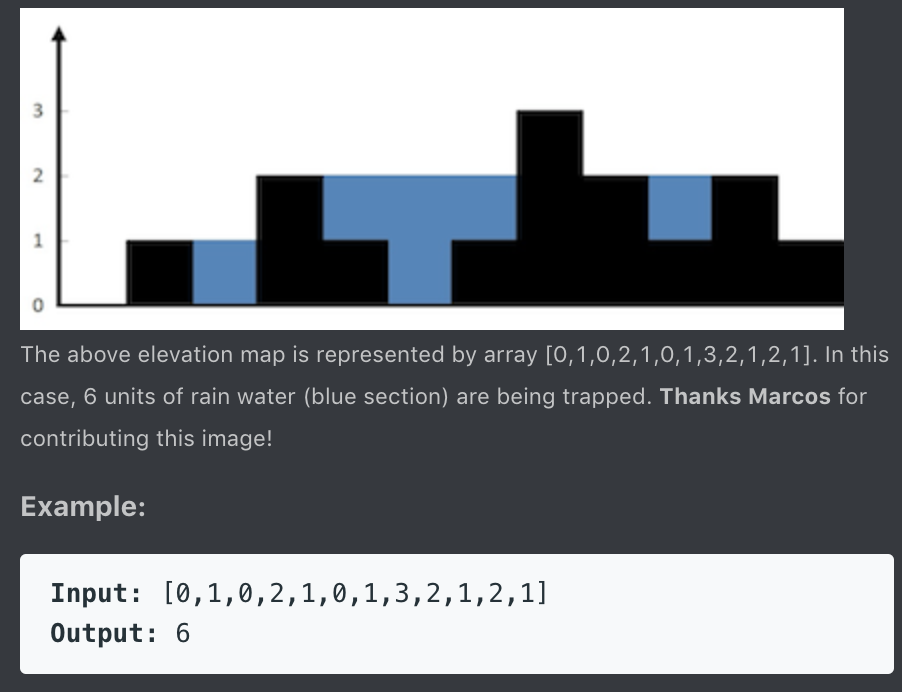 3
2
1
0
The above elevation map is represented by array [0,1,0,2,1,0,1,3,2,1,2,1]. In this
case, 6 units of rain water (blue section) are being trapped. Thanks Marcos for
contributing this image!
Example:
Input: [0,1,0,2,1,0,1,3,2,1,2,1]
Output: 6